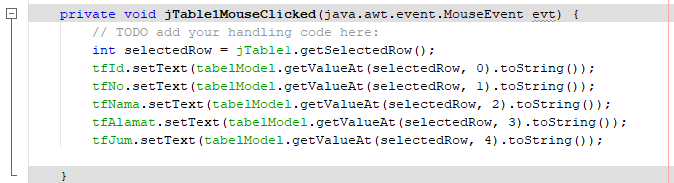 private void jTable1MouseClicked(java.awt.event.MouseEvent evt) {
// TODO add your handling code here:
int selectedRow = jTable1.getSelectedRow();
tfId.setText(tabelModel.getValueAt(selectedRow, 0).toString());
tfNo.setText(tabelModel.getValueAt(selectedRow, 1).toString());
tfNama.setText(tabelModel.getValueAt(selectedRow, 2).toString());
tfAlamat.setText(tabelModel.getValueAt(selectedRow, 3).toString());
tfJum.setText(tabelModel.getValueAt(selectedRow, 4).toString());
}